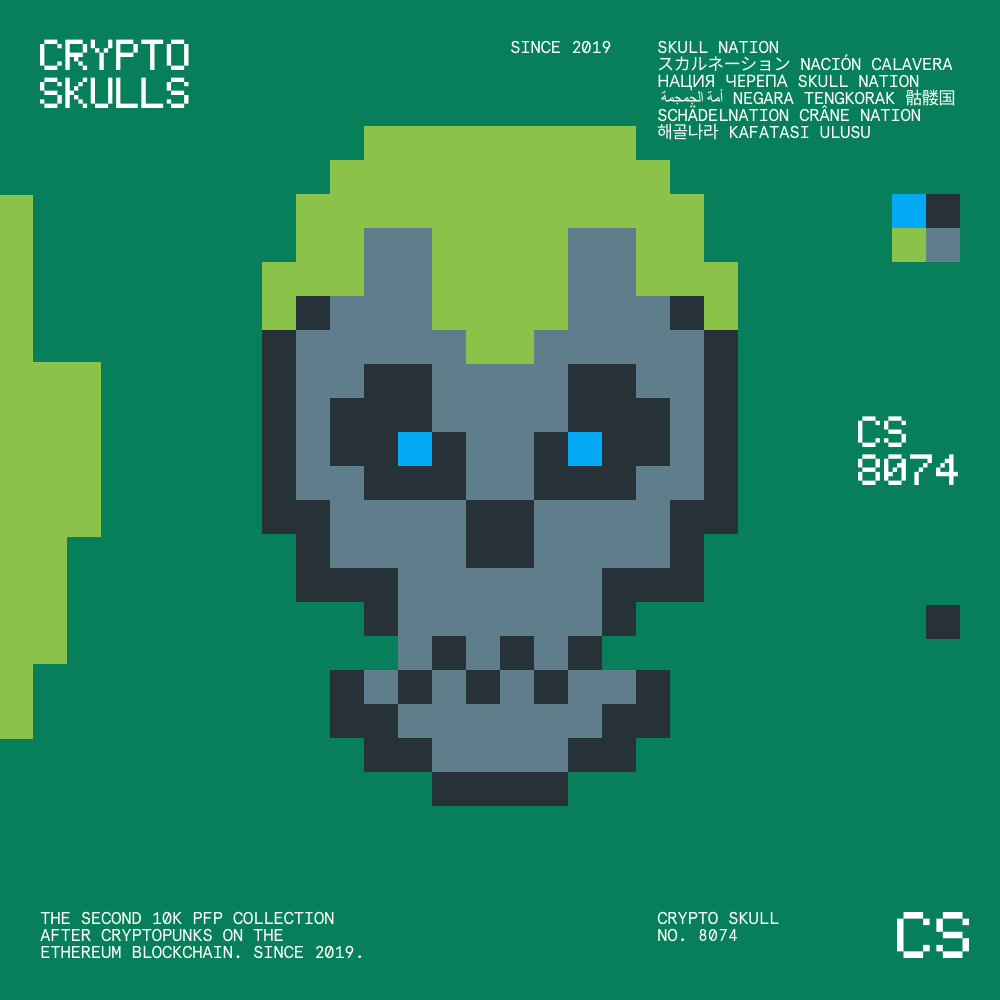 CRYPTO
SKULLS
SINCE 2019
SKULL NATION
スカルネーション NACIÓN CALAVERA
НАЦИЯ ЧЕРЕПА SKULL NATION
أمة الجمجمة NEGARA TENGKORAK 骷髅国
SCHÄDELNATION CRÂNE NATION
해골나라 KAFATASI ULUSU
CS
8074
THE SECOND 10K PFP COLLECTION
AFTER CRYPTOPUNKS ON THE
ETHEREUM BLOCKCHAIN. SINCE 2019.
CRYPTO SKULL
NO. 8074
CS